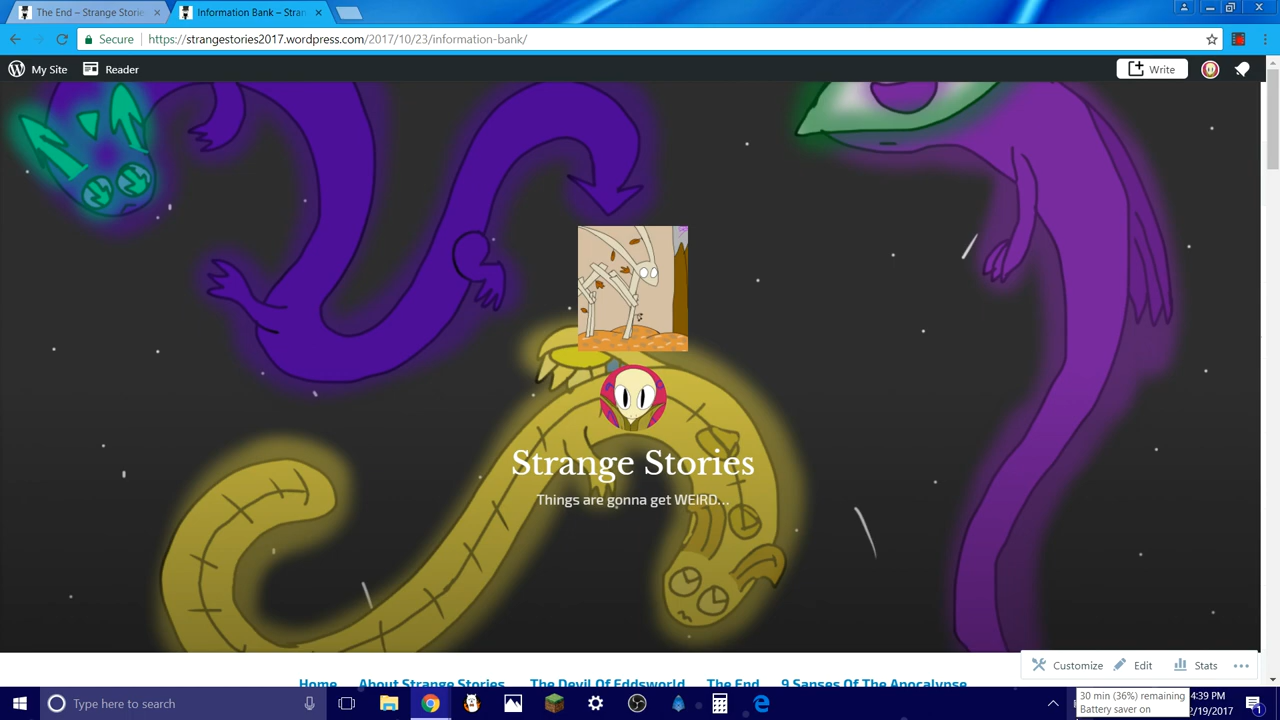 The End – Strange Storie
Information Bank – Stran
Secure
https://strangestories2017.wordpress.com/2017/10/23/information-bank/
My Site
Reader
Write
Strange Stories
Things are gonna get WEIRD...
Customize
Edit
Stats
Home
About Strange Stories
The Devil Of Eddsworld
The End
9 Sanses Of The Apocalypse
Type here to search
30 min (36%) remaining
Battery saver on
4:39 PM
2/19/2017
1